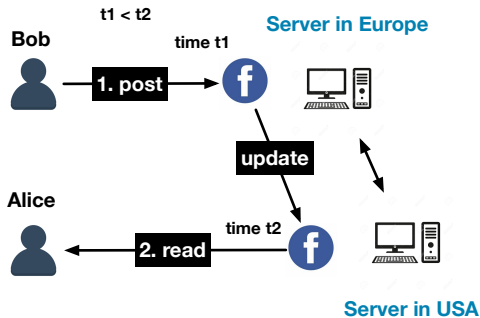 t1 < t2
Server in Europe
Bob
time t1
1. post
f
update
Alice
time t2
2. read
f
Server in USA